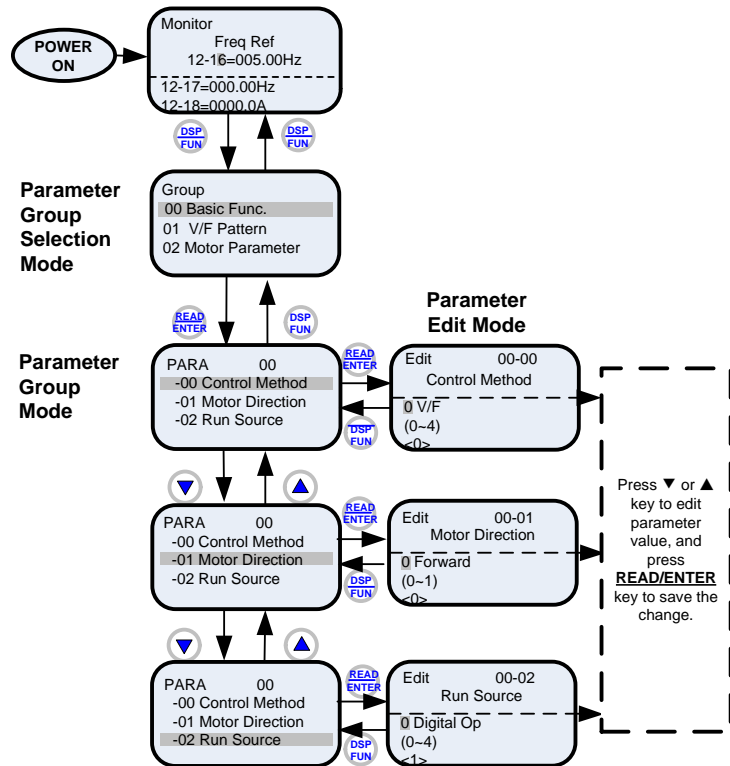 POWER
ON
Monitor
Freq Ref
12-16=005.00Hz
12-17=000.00Hz
12-18=0000.0A
DSP
FUN
DSP
FUN
Parameter
Group
Selection
Mode
Group
00 Basic Func.
01 V/F Pattern
02 Motor Parameter
READ
ENTER
DSP
FUN
Parameter
Edit Mode
Parameter
Group
Mode
PARA 00
-00 Control Method
-01 Motor Direction
-02 Run Source
READ
ENTER
DSP
FUN
Edit 00-00
Control Method
0 V/F
(0~4)
<0>
▼
▲
PARA 00
-00 Control Method
-01 Motor Direction
-02 Run Source
READ
ENTER
DSP
FUN
Edit 00-01
Motor Direction
0 Forward
(0~1)
<0>
▼
▲
PARA 00
-00 Control Method
-01 Motor Direction
-02 Run Source
READ
ENTER
DSP
FUN
Edit 00-02
Run Source
0 Digital Op
(0~4)
<1>
Press ▼ or ▲
key to edit
parameter
value, and
press
READ/ENTER
key to save the
change.